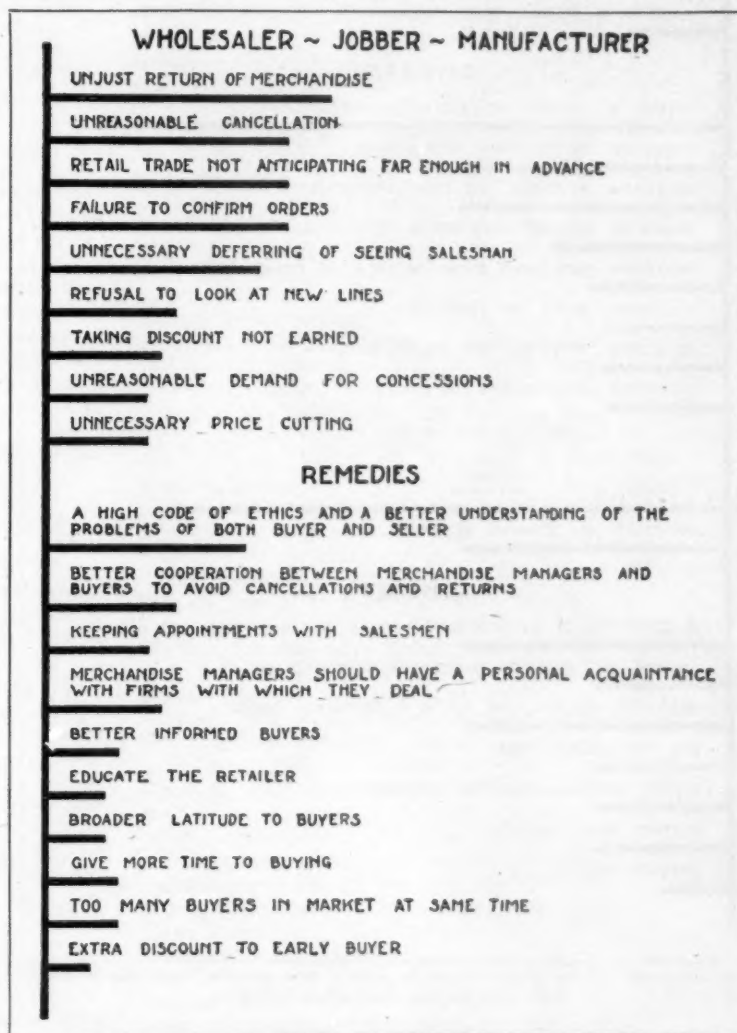 WHOLESALER ~ JOBBER ~ MANUFACTURER
UNJUST RETURN OF MERCHANDISE
UNREASONABLE CANCELLATION
RETAIL TRADE NOT ANTICIPATING FAR ENOUGH IN ADVANCE
FAILURE TO CONFIRM ORDERS
UNNECESSARY DEFERRING OF SEEING SALESMAN
REFUSAL TO LOOK AT NEW LINES
TAKING DISCOUNT NOT EARNED
UNREASONABLE DEMAND FOR CONCESSIONS
UNNECESSARY PRICE CUTTING
REMEDIES
A HIGH CODE OF ETHICS AND A BETTER UNDERSTANDING OF THE
PROBLEMS OF BOTH BUYER AND SELLER
BETTER COOPERATION BETWEEN MERCHANDISE MANAGERS AND
BUYERS TO AVOID CANCELLATIONS AND RETURNS
KEEPING APPOINTMENTS WITH SALESMEN
MERCHANDISE MANAGERS SHOULD HAVE A PERSONAL ACQUAINTANCE
WITH FIRMS WITH WHICH THEY DEAL
BETTER INFORMED BUYERS
EDUCATE THE RETAILER
BROADER LATITUDE TO BUYERS
GIVE MORE TIME TO BUYING
TOO MANY BUYERS IN MARKET AT SAME TIME
EXTRA DISCOUNT TO EARLY BUYER